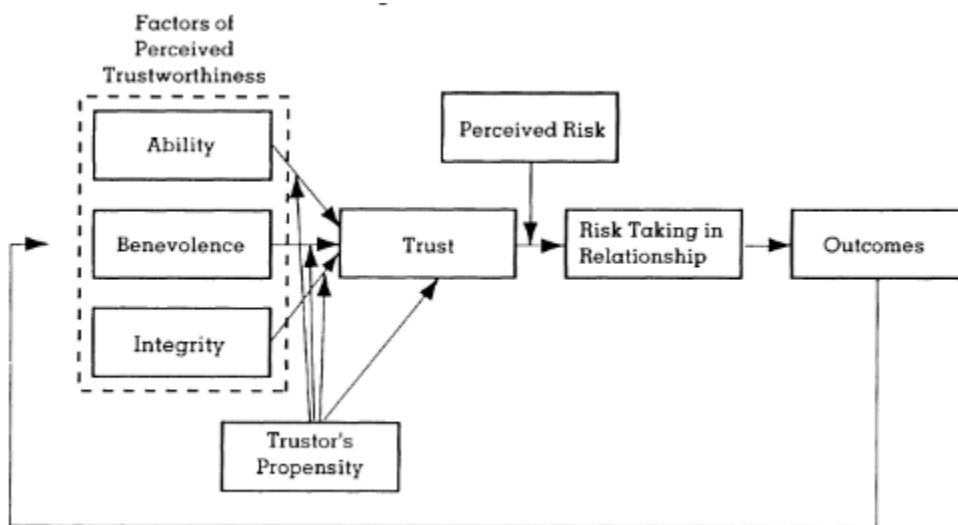 Factors of
Perceived
Trustworthiness
Ability
Benevolence
Integrity
Trustor's
Propensity
Trust
Perceived Risk
Risk Taking in
Relationship
Outcomes